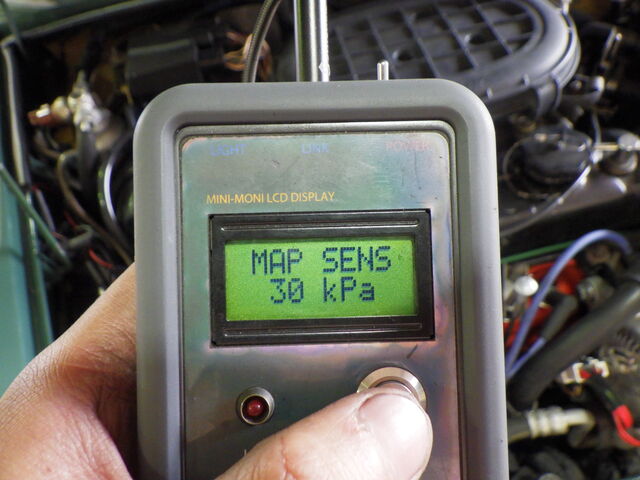 LIGHT LINK POWER
MINI-MONI LCD DISPLAY
MAP SENS
30 kPa